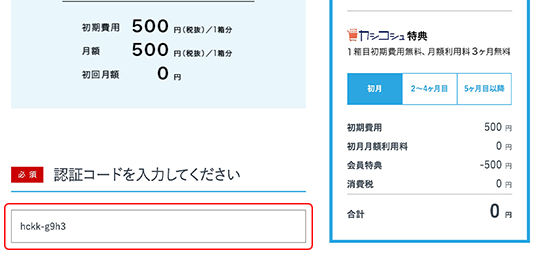 初期費用 500 円(税抜)/1箱分
月額 500 円(税抜)/1箱分
初回月額 0 円
必須 認証コードを入力してください
hckk-g9h3
カシコシュ 特典
1箱目初期費用無料、月額利用料3ヶ月無料
初月 2〜4ヶ月目 5ヶ月目以降
初期費用 500 円
初月月額利用料 0 円
会員特典 -500 円
消費税 0 円
合計 0 円